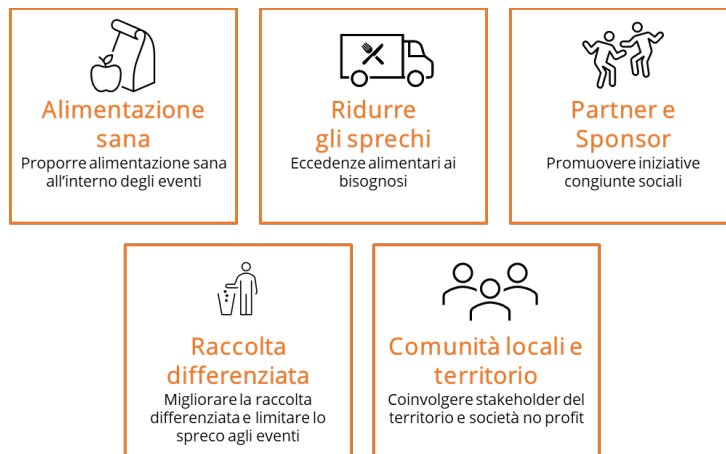 Alimentazione
sana
Proporre alimentazione sana
all'interno degli eventi
Ridurre
gli sprechi
Eccedenze alimentari ai
bisognosi
Partner e
Sponsor
Promuovere iniziative
congiunte sociali
Raccolta
differenziata
Migliorare la raccolta
differenziata e limitare lo
spreco agli eventi
Comunità locali e
territorio
Coinvolgere stakeholder del
territorio e società no profit